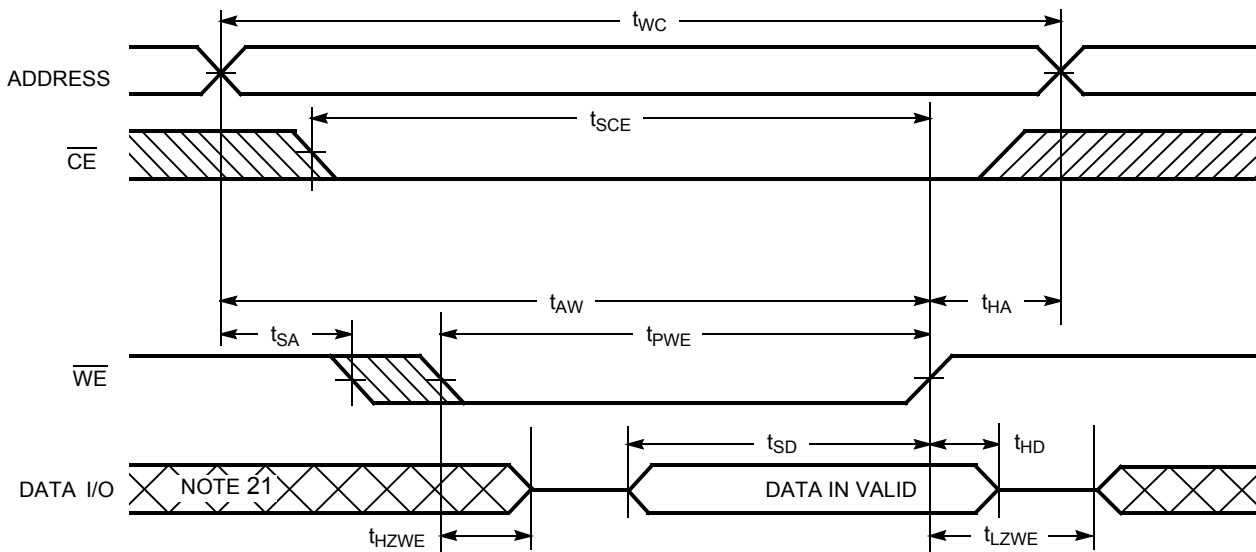 tWC
ADDRESS
tSCE
CE
tAW
tHA
tSA
tPWE
WE
tSD
tHD
DATA I/O
NOTE 21
DATA IN VALID
tHZWE
tLZWE